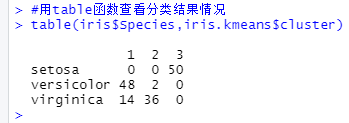 > #用table函数查看分类结果情况
> table(iris$Species,iris.kmeans$cluster)
1 2 3
setosa 0 0 50
versicolor 48 2 0
virginica 14 36 0
>